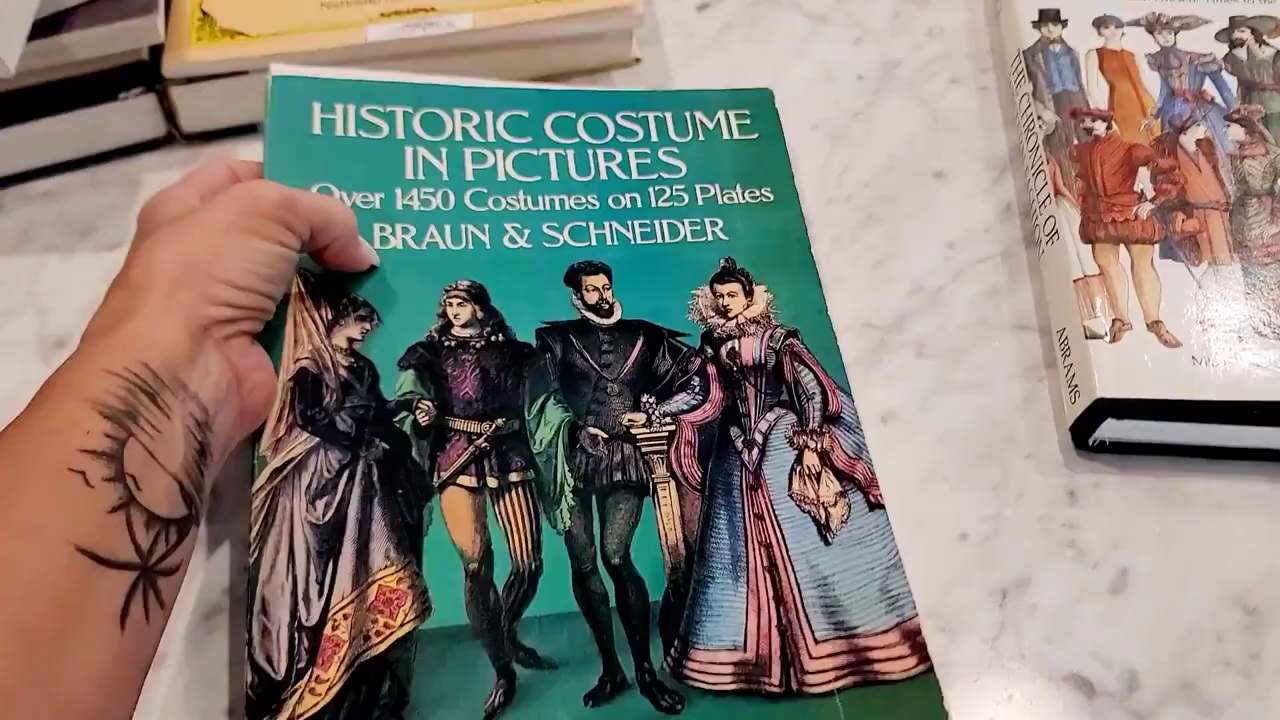 HISTORIC COSTUME
IN PICTURES
Over 1450 Costumes on 125 Plates
BRAUN & SCHNEIDER
THE CHRONICLE OF
ABRAMS